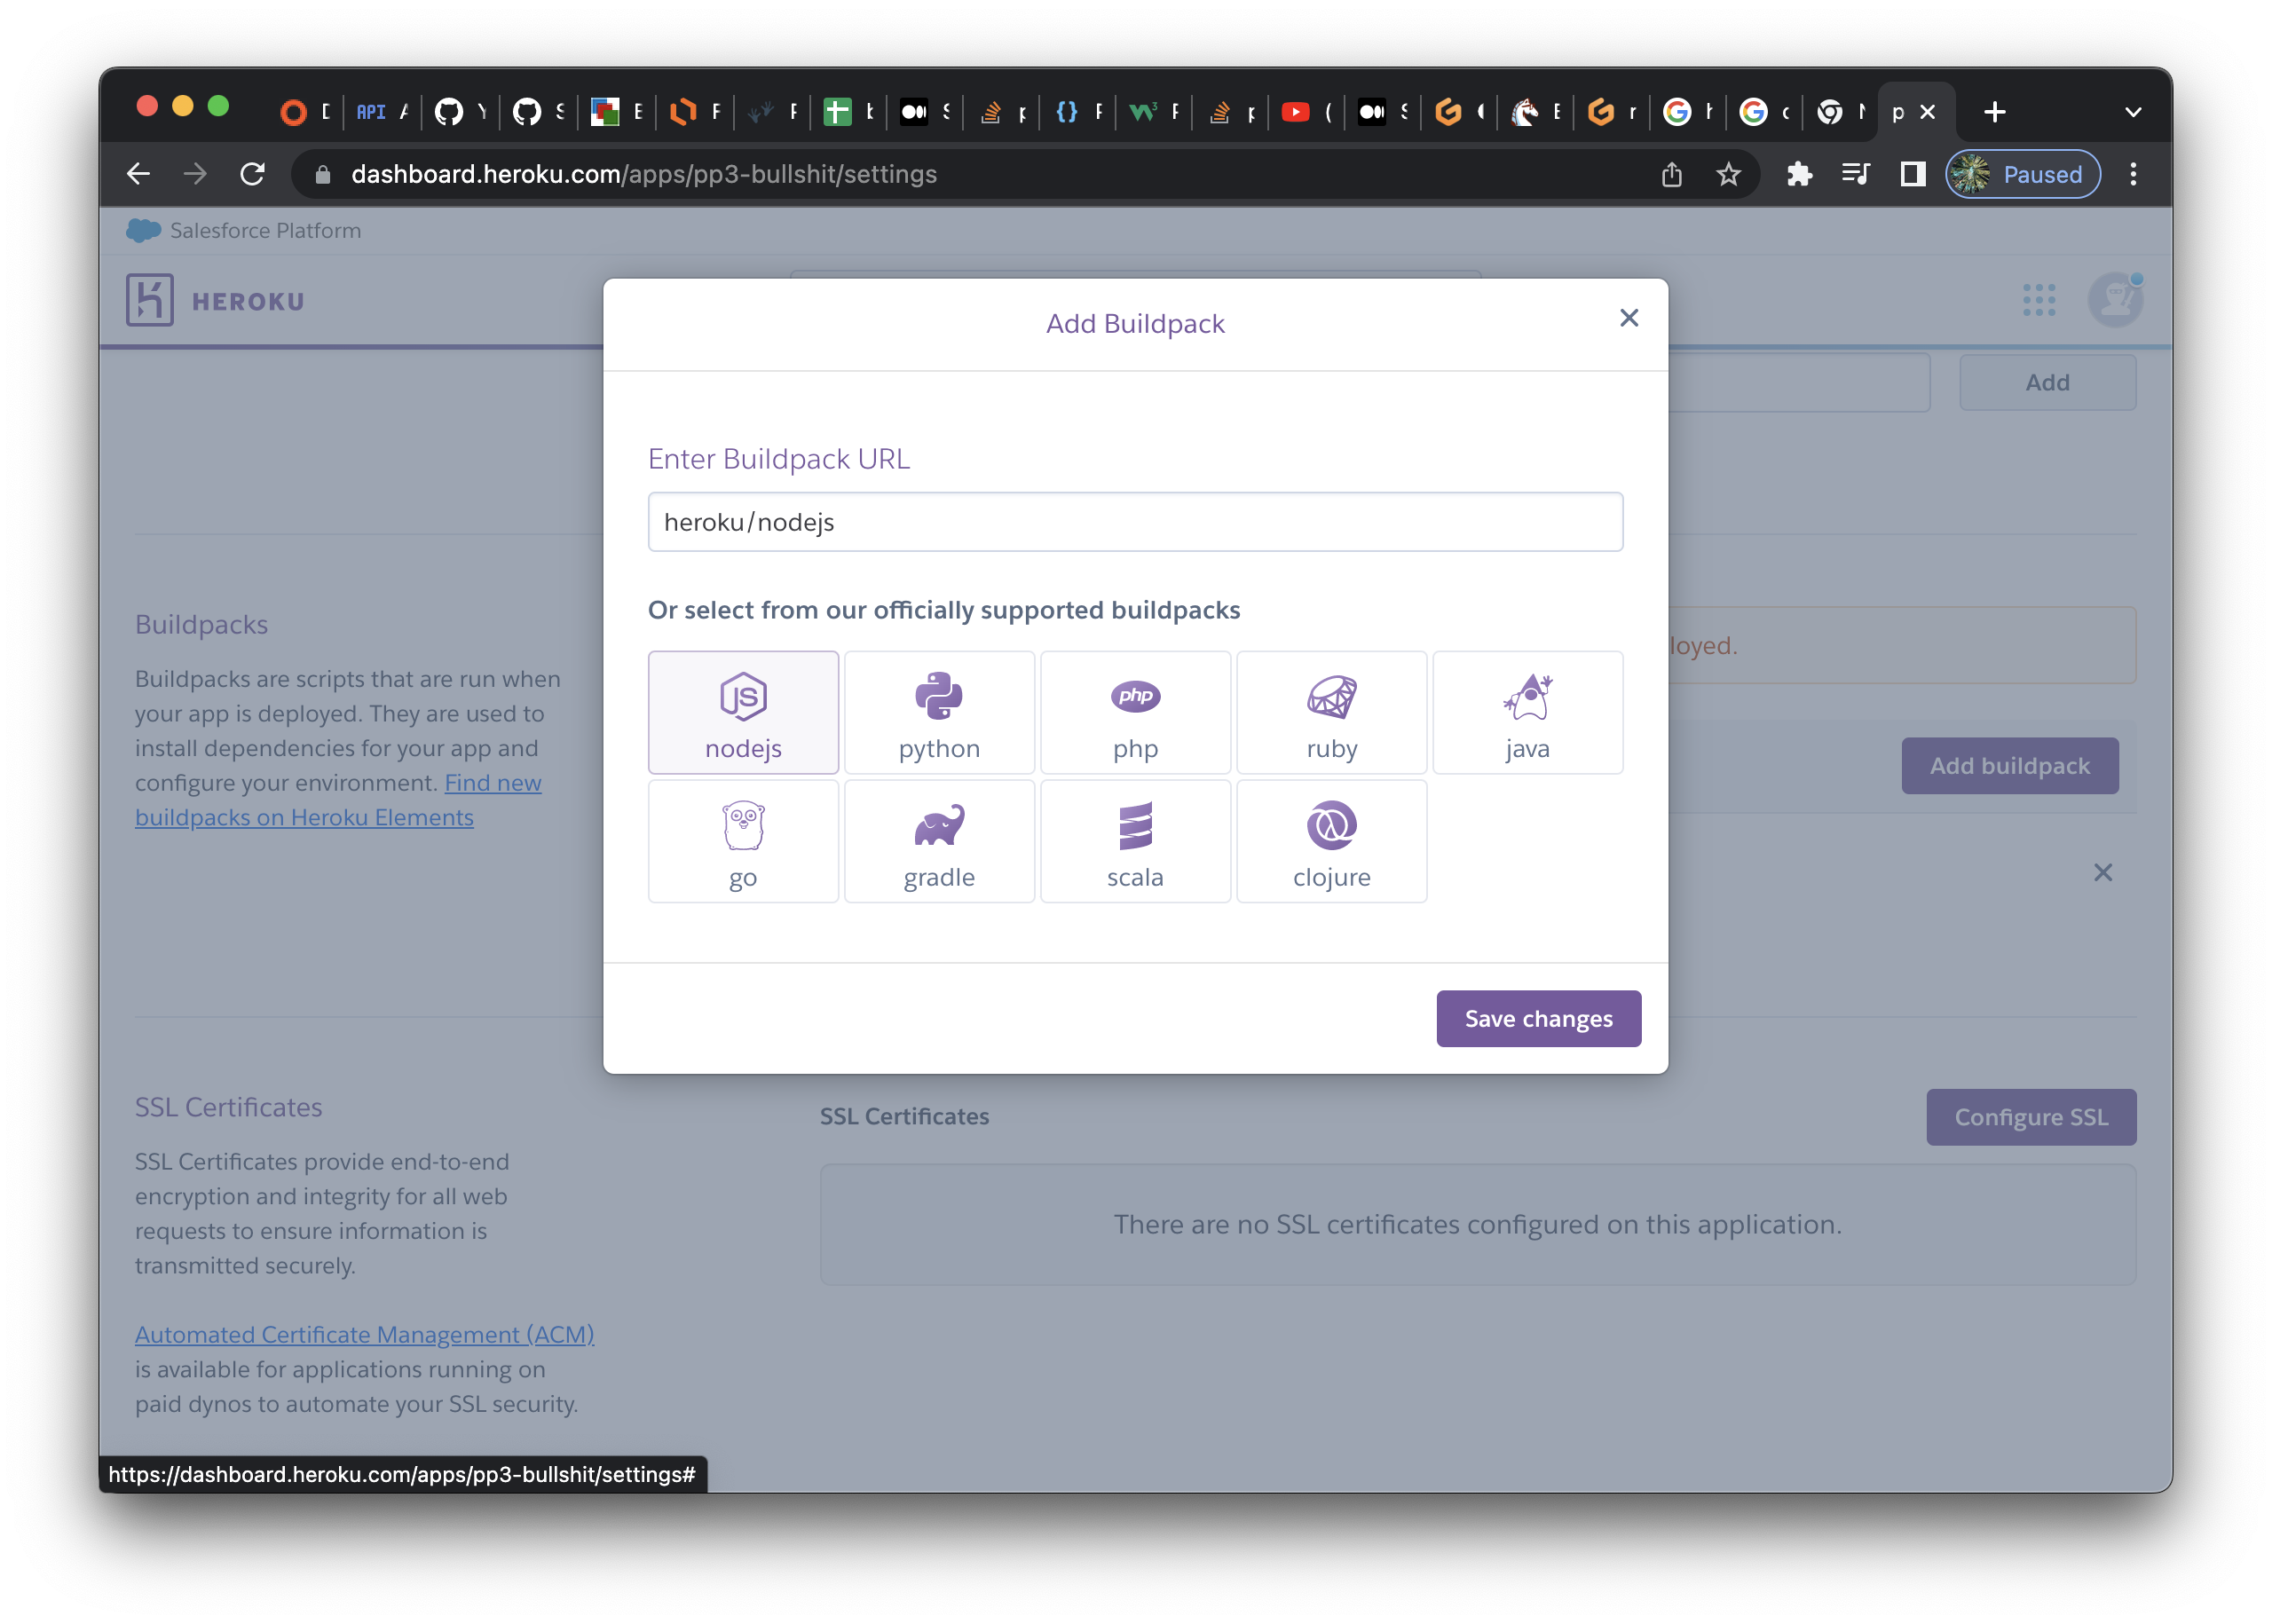 API
dashboard.heroku.com/apps/pp3-bullshit/settings
Paused
Salesforce Platform
HEROKU
Add Buildpack
Add
Enter Buildpack URL
heroku/nodejs
Or select from our officially supported buildpacks
loyed.
Buildpacks
Buildpacks are scripts that are run when
your app is deployed. They are used to
install dependencies for your app and
configure your environment. Find new
buildpacks on Heroku Elements
JS
nodejs
python
php
php
ruby
java
Add buildpack
go
gradle
scala
clojure
Save changes
SSL Certificates
SSL Certificates provide end-to-end
encryption and integrity for all web
requests to ensure information is
transmitted securely.
Automated Certificate Management (ACM)
is available for applications running on
paid dynos to automate your SSL security.
SSL Certificates
Configure SSL
There are no SSL certificates configured on this application.
https://dashboard.heroku.com/apps/pp3-bullshit/settings#